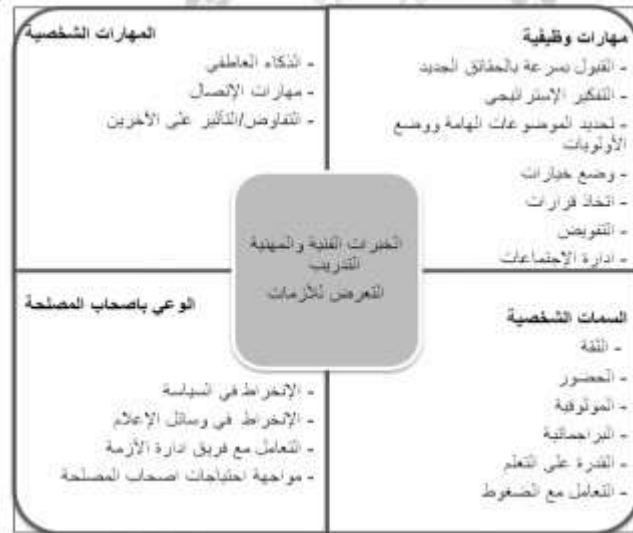 مهارات وظيفية
- القبول بسرعة بالحقائق الجديد
- التفكير الإستراتيجي
- تحديد الموضوعات الهامة ووضع
الأولويات
- وضع خيارات
- اتخاذ قرارات
- التفويض
- ادارة الإجتماعات
المهارات الشخصية
- الذكاء العاطفي
- مهارات الإتصال
- التفاوض/التأثير على الآخرين
الخبرات الفنية والمهنية
التدريب
التعرض للأزمات
السمات الشخصية
- الثقة
- الحضور
- الموثوقية
- البراجماتية
- القدرة على التعلم
- التعامل مع الضغوط
الوعي باصحاب المصلحة
- الإنخراط في السياسة
- الإنخراط في وسائل الإعلام
- التعامل مع فريق ادارة الأزمة
- مواجهة احتياجات اصحاب المصلحة